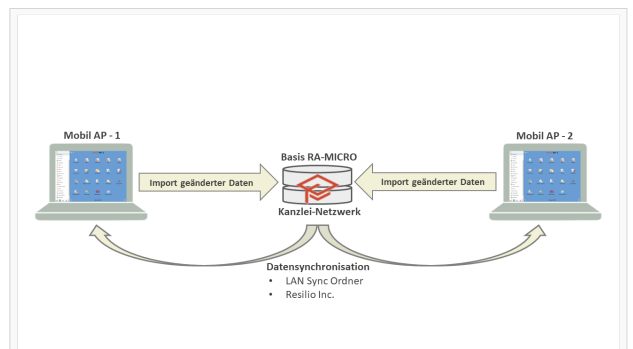 Mobil AP - 1
Mobil AP - 2
Basis RA-MICRO
Import geänderter Daten
Import geänderter Daten
Kanzlei-Netzwerk
Datensynchronisation
• LAN Sync Ordner
• Resilio Inc.